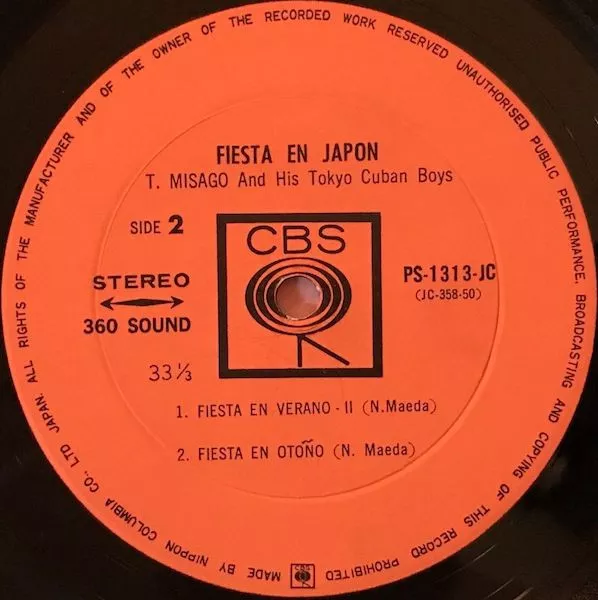 ALL RIGHTS OF THE MANUFACTURER AND OF THE OWNER OF THE RECORDED WORK RESERVED UNAUTHORISED PUBLIC PERFORMANCE, BROADCASTING AND COPYING OF THIS RECORD PROHIBITED
FIESTA EN JAPON
T. MISAGO And His Tokyo Cuban Boys
SIDE 2
CBS
STEREO
360 SOUND
PS-1313-JC
(JC-358-50)
33 1/3
1. FIESTA EN VERANO - II (N.Maeda)
2. FIESTA EN OTOÑO (N. Maeda)
CBS
MADE BY NIPPON COLUMBIA CO., LTD JAPAN.